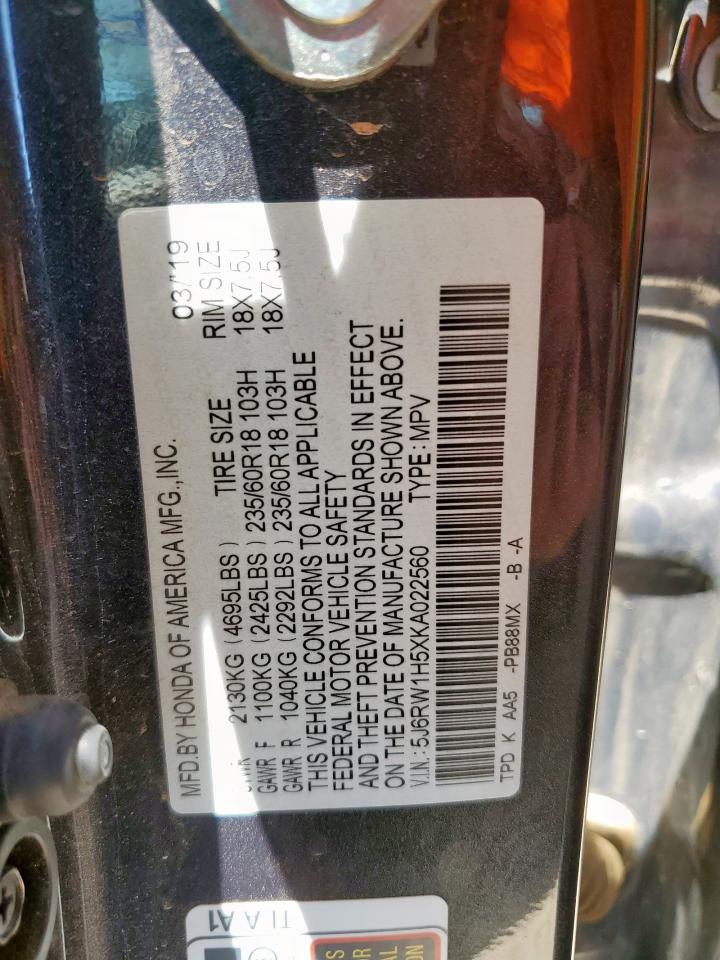 MFD.BY HONDA OF AMERICA MFG.,INC. 03/19
GVWR 2130KG (4695LBS) TIRE SIZE RIM SIZE
GAWR F 1100KG (2425LBS) 235/60R18 103H 18X7.5J
GAWR R 1040KG (2292LBS) 235/60R18 103H 18X7.5J
THIS VEHICLE CONFORMS TO ALL APPLICABLE
FEDERAL MOTOR VEHICLE SAFETY
AND THEFT PREVENTION STANDARDS IN EFFECT
ON THE DATE OF MANUFACTURE SHOWN ABOVE.
V.I.N.: 5J6RW1H5XKA022560 TYPE: MPV
TPD K AA5 -PB88MX -B -A
TLA A1